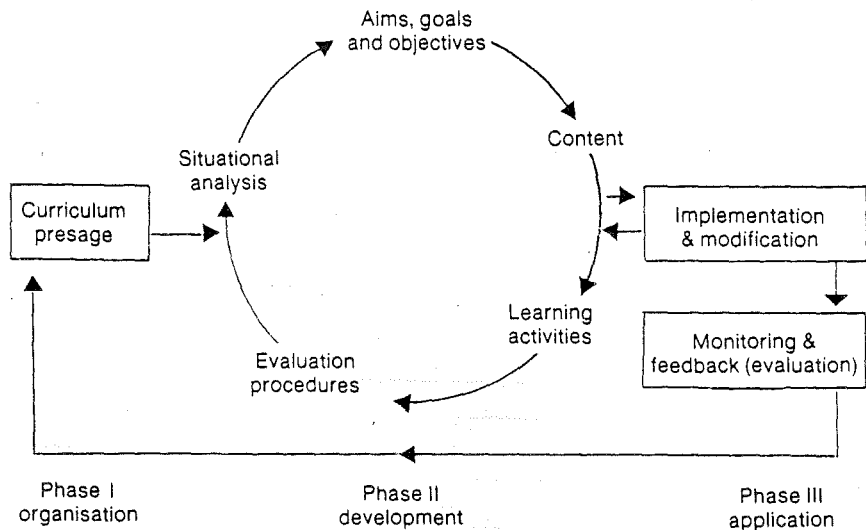 Aims, goals
and objectives
Content
Situational
analysis
Curriculum
presage
Implementation
& modification
Learning
activities
Evaluation
procedures
Monitoring &
feedback (evaluation)
Phase I
organisation
Phase II
development
Phase III
application